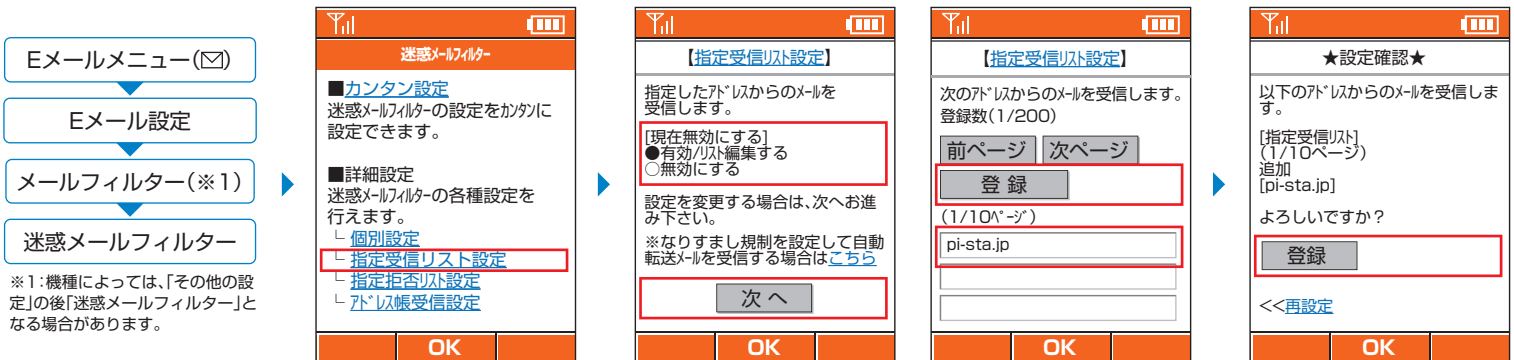 Eメールメニュー(✉)
Eメール設定
メールフィルター(※1)
迷惑メールフィルター
※1:機種によっては、「その他の設
定」の後「迷惑メールフィルター」と
なる場合があります。
迷惑ﾒｰﾙﾌｨﾙﾀｰ
■カンタン設定
迷惑ﾒｰﾙﾌｨﾙﾀｰの設定をｶﾝﾀﾝに
設定できます。
■詳細設定
迷惑ﾒｰﾙﾌｨﾙﾀｰの各種設定を
行えます。
└ 個別設定
└ 指定受信リスト設定
└ 指定拒否ﾘｽﾄ設定
└ ｱﾄﾞﾚｽ帳受信設定
OK
【指定受信ﾘｽﾄ設定】
指定したｱﾄﾞﾚｽからのﾒｰﾙを
受信します。
[現在無効にする]
●有効/ﾘｽﾄ編集する
○無効にする
設定を変更する場合は、次へお進
み下さい。
※なりすまし規制を設定して自動
転送ﾒｰﾙを受信する場合はこちら
次 へ
OK
【指定受信ﾘｽﾄ設定】
次のｱﾄﾞﾚｽからのﾒｰﾙを受信します。
登録数(1/200)
前ページ 次ページ
登 録
(1/10ﾍﾟｰｼﾞ)
pi-sta.jp
OK
★設定確認★
以下のｱﾄﾞﾚｽからのﾒｰﾙを受信しま
す。
[指定受信ﾘｽﾄ]
(1/10ページ)
追加
[pi-sta.jp]
よろしいですか？
登録
<<再設定
OK